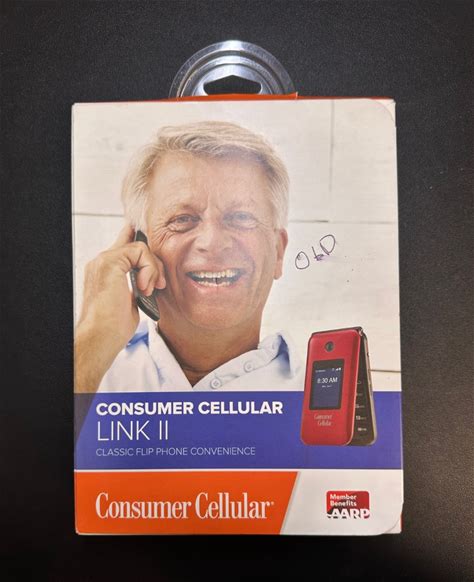 OLD
8:30 AM
Consumer
Cellular
CONSUMER CELLULAR
LINK II
CLASSIC FLIP PHONE CONVENIENCE
Consumer Cellular
Member
Benefits
AARP